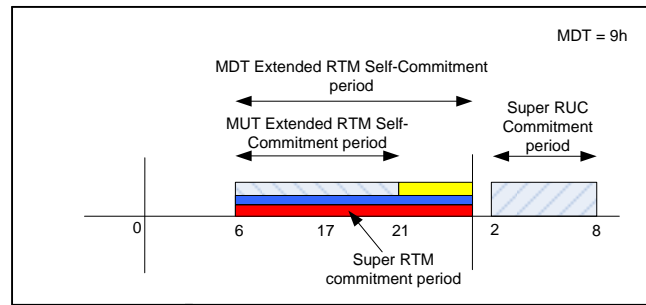 MDT = 9h
MDT Extended RTM Self-Commitment
period
Super RUC
Commitment
period
MUT Extended RTM Self-
Commitment period
0
6
17
21
2
8
Super RTM
commitment period